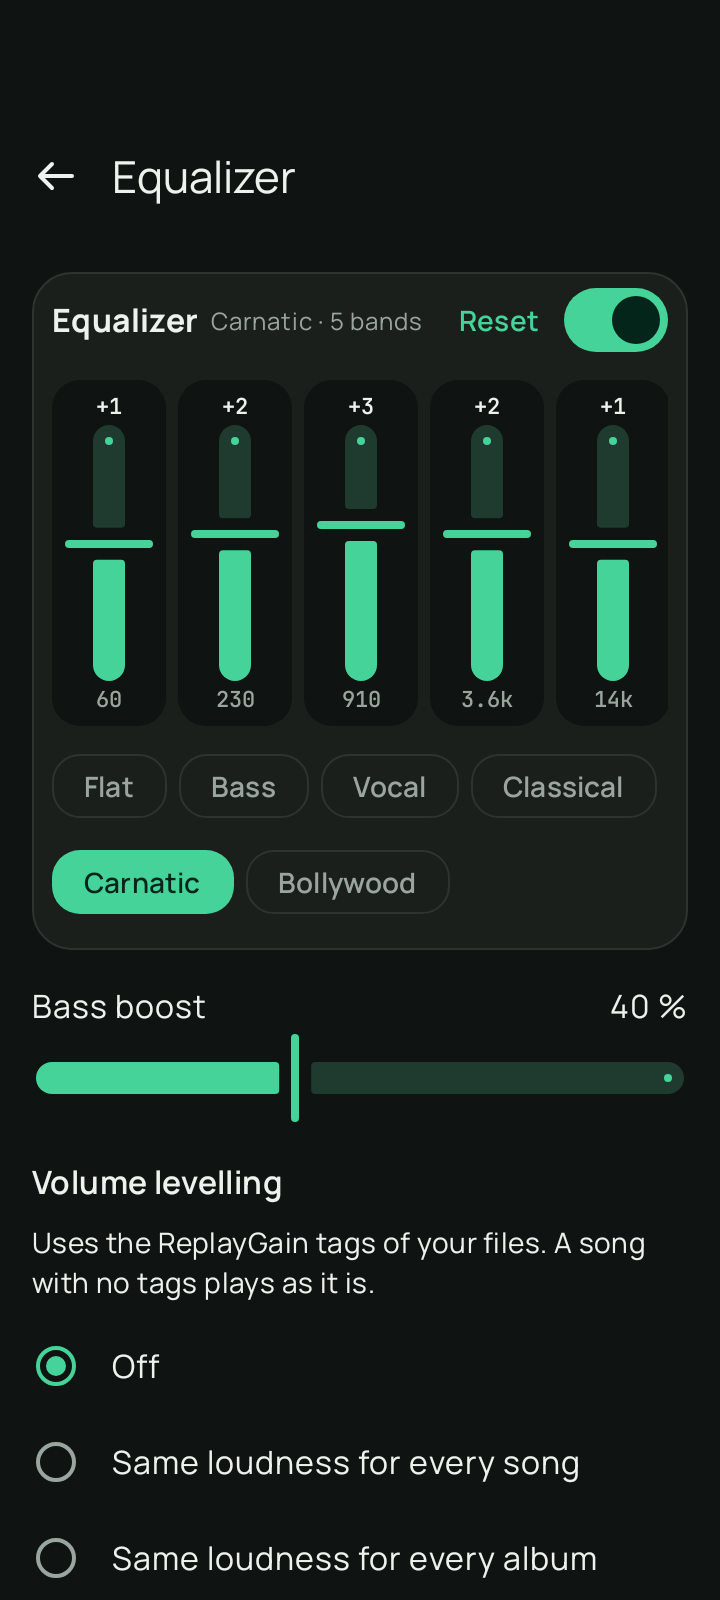 Equalizer
Equalizer Carnatic · 5 bands Reset
+1 +2 +3 +2 +1
60 230 910 3.6k 14k
Flat Bass Vocal Classical
Carnatic Bollywood
Bass boost 40 %
Volume levelling
Uses the ReplayGain tags of your files. A song
with no tags plays as it is.
Off
Same loudness for every song
Same loudness for every album